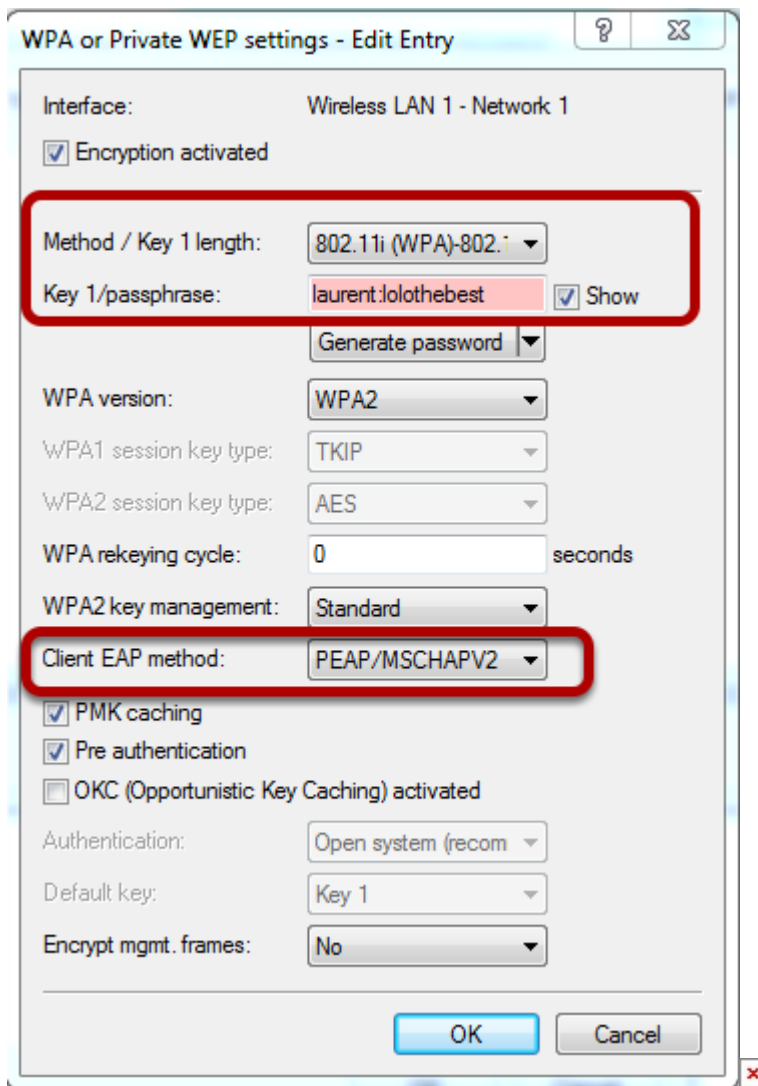 WPA or Private WEP settings - Edit Entry
Interface: Wireless LAN 1 - Network 1
Encryption activated
Method / Key 1 length: 802.11i (WPA)-802.1
Key 1/passphrase: laurent:lolothebest Show
Generate password
WPA version: WPA2
WPA1 session key type: TKIP
WPA2 session key type: AES
WPA rekeying cycle: 0 seconds
WPA2 key management: Standard
Client EAP method: PEAP/MSCHAPV2
PMK caching
Pre authentication
OKC (Opportunistic Key Caching) activated
Authentication: Open system (recom
Default key: Key 1
Encrypt mgmt. frames: No
OK Cancel